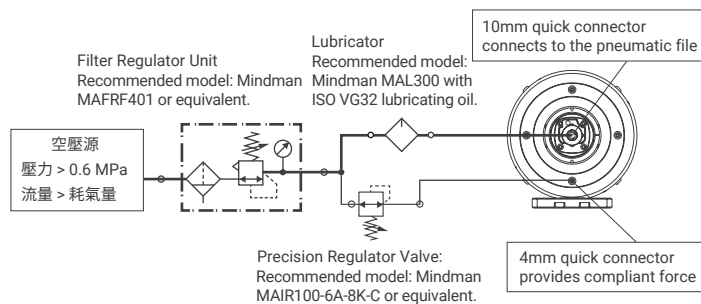 10mm quick connector
connects to the pneumatic file
Lubricator
Recommended model:
Mindman MAL300 with
ISO VG32 lubricating oil.
Filter Regulator Unit
Recommended model: Mindman
MAFRF401 or equivalent.
空壓源
壓力 > 0.6 MPa
流量 > 耗氣量
Precision Regulator Valve:
Recommended model: Mindman
MAIR100-6A-8K-C or equivalent.
4mm quick connector
provides compliant force